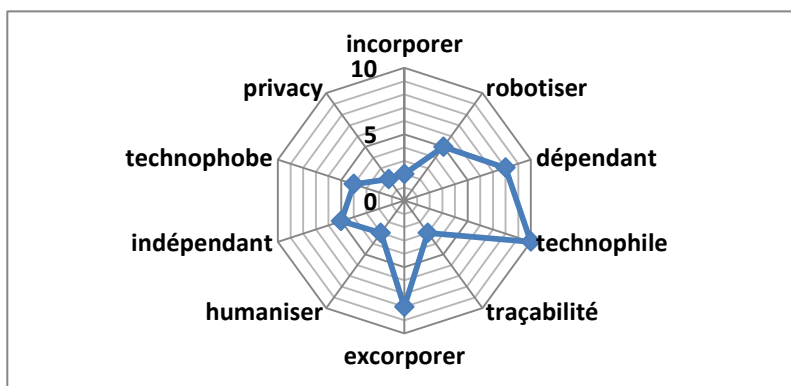 incorporer
10
privacy
robotiser
5
technophobe
dépendant
0
indépendant
technophile
humaniser
traçabilité
excorporer